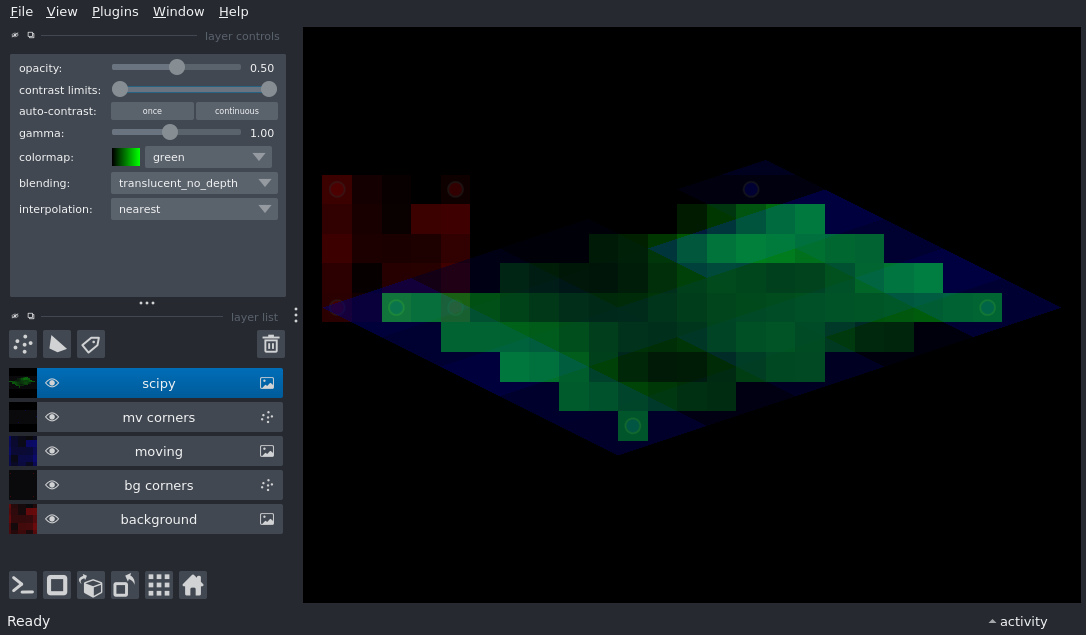 File View Plugins Window Help
layer controls
opacity: 0.50
contrast limits:
auto-contrast: once continuous
gamma: 1.00
colormap: green
blending: translucent_no_depth
interpolation: nearest
layer list
scipy
mv corners
moving
bg corners
background
Ready
activity